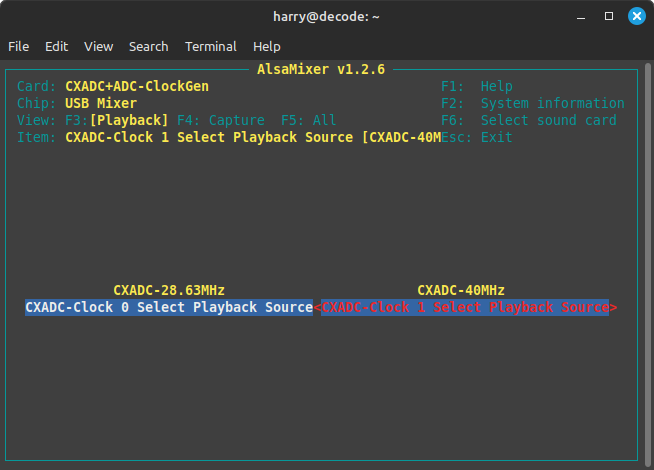 harry@decode: ~
File Edit View Search Terminal Help
AlsaMixer v1.2.6
Card: CXADC+ADC-ClockGen F1: Help
Chip: USB Mixer F2: System information
View: F3:[Playback] F4: Capture F5: All F6: Select sound card
Item: CXADC-Clock 1 Select Playback Source [CXADC-40MEsc: Exit
CXADC-28.63MHz CXADC-40MHz
CXADC-Clock 0 Select Playback Source<CXADC-Clock 1 Select Playback Source>